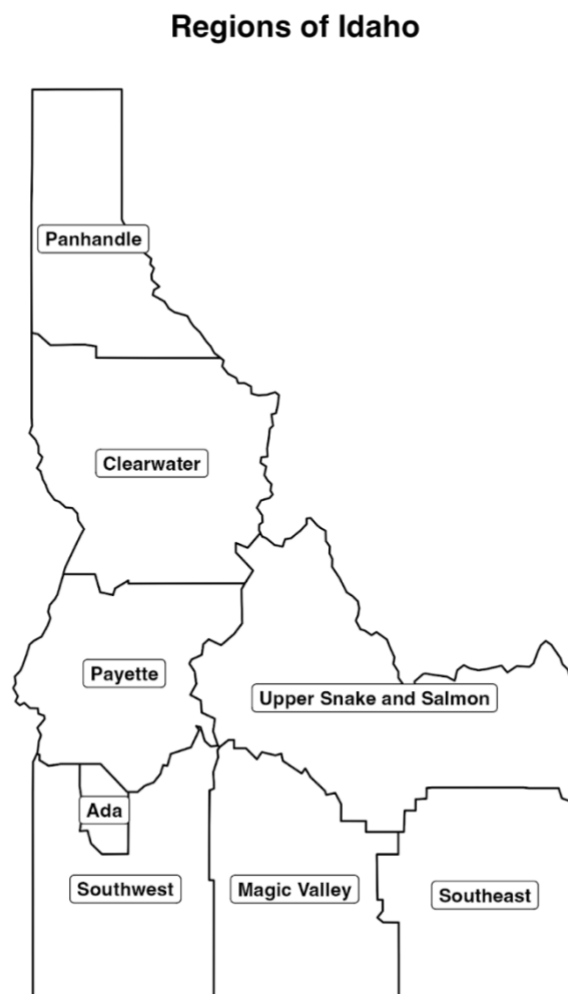 Regions of Idaho
Panhandle
Clearwater
Payette
Upper Snake and Salmon
Ada
Southwest
Magic Valley
Southeast